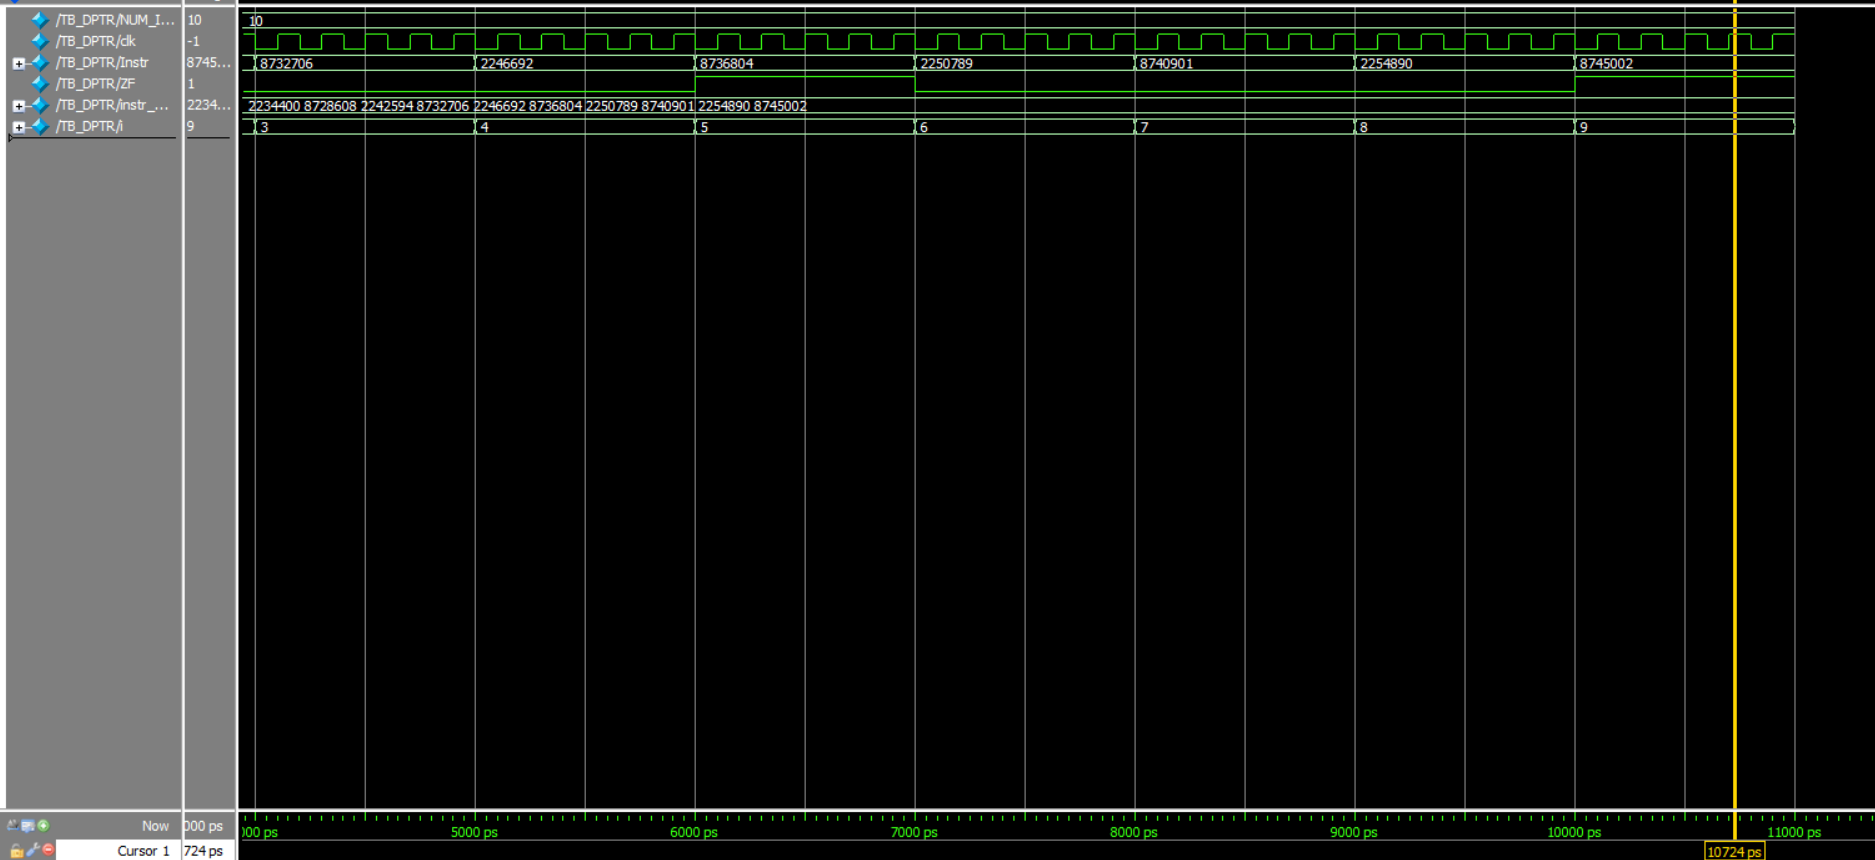 /TB_DPTR/NUM_I... 10 10
/TB_DPTR/clk -1
/TB_DPTR/Instr 8745... 8732706 2246692 8736804 2250789 8740901 2254890 8745002
/TB_DPTR/ZF 1
/TB_DPTR/instr_... 2234... 2234400 8728608 2242594 8732706 2246692 8736804 2250789 8740901 2254890 8745002
/TB_DPTR/i 9 3 4 5 6 7 8 9
Now 000 ps 000 ps 5000 ps 6000 ps 7000 ps 8000 ps 9000 ps 10000 ps 11000 ps
Cursor 1 724 ps 10724 ps